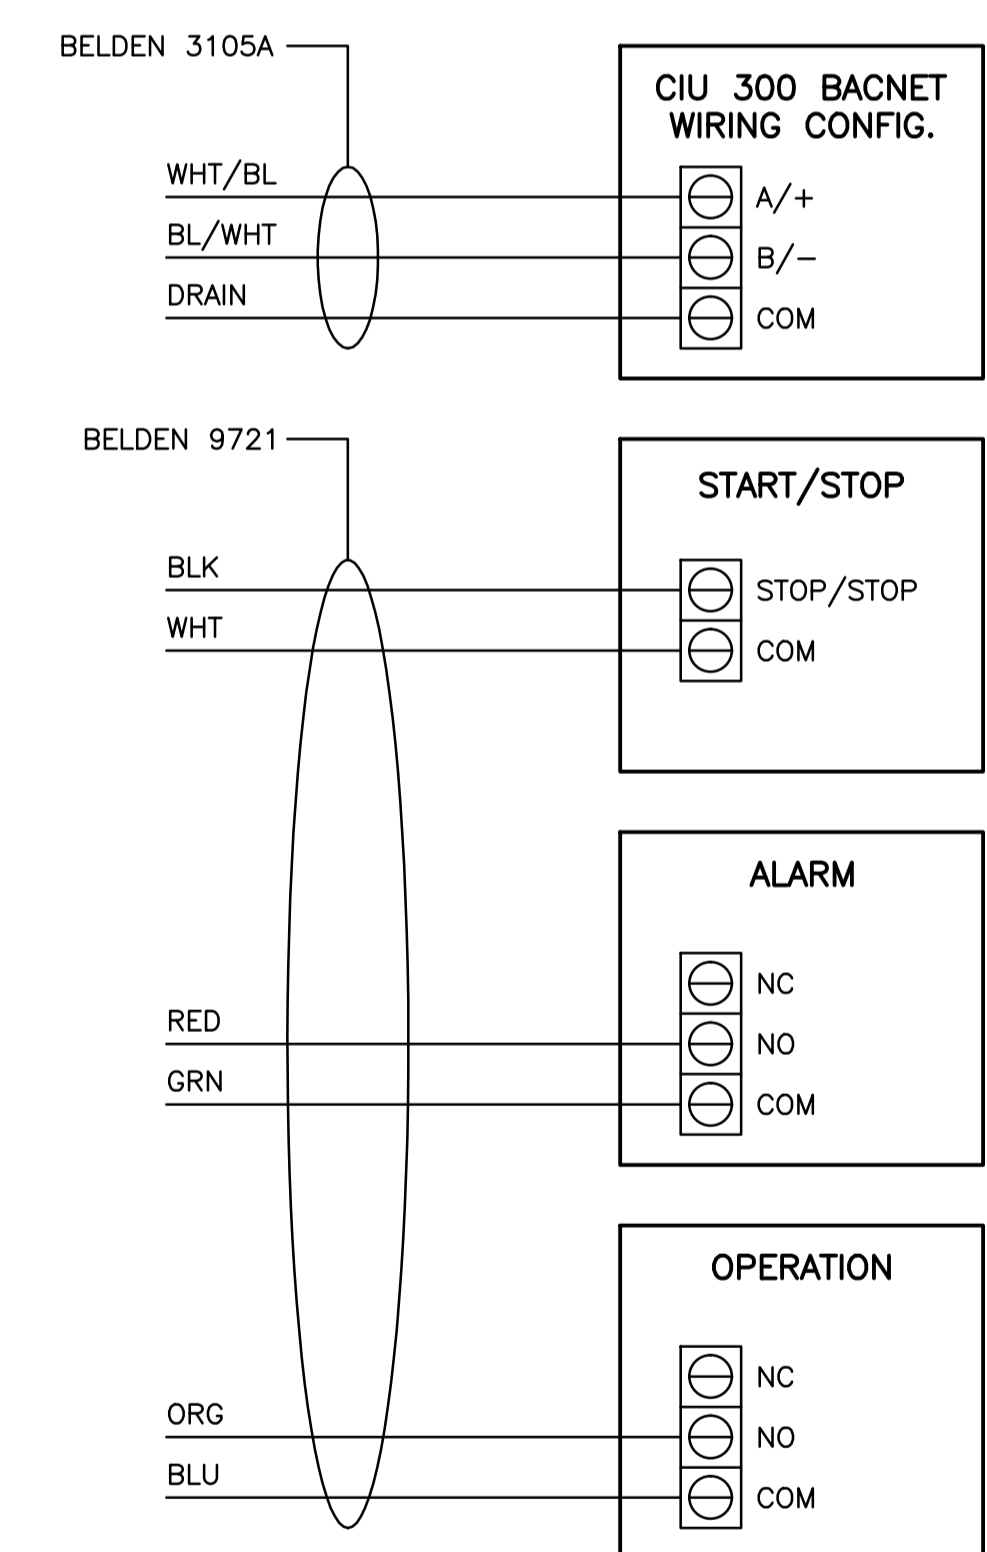 BELDEN 3105A
CIU 300 BACNET
WIRING CONFIG.
WHT/BL
A/+
BL/WHT
B/−
DRAIN
COM
BELDEN 9721
START/STOP
BLK
STOP/STOP
WHT
COM
ALARM
NC
RED
NO
GRN
COM
OPERATION
NC
ORG
NO
BLU
COM